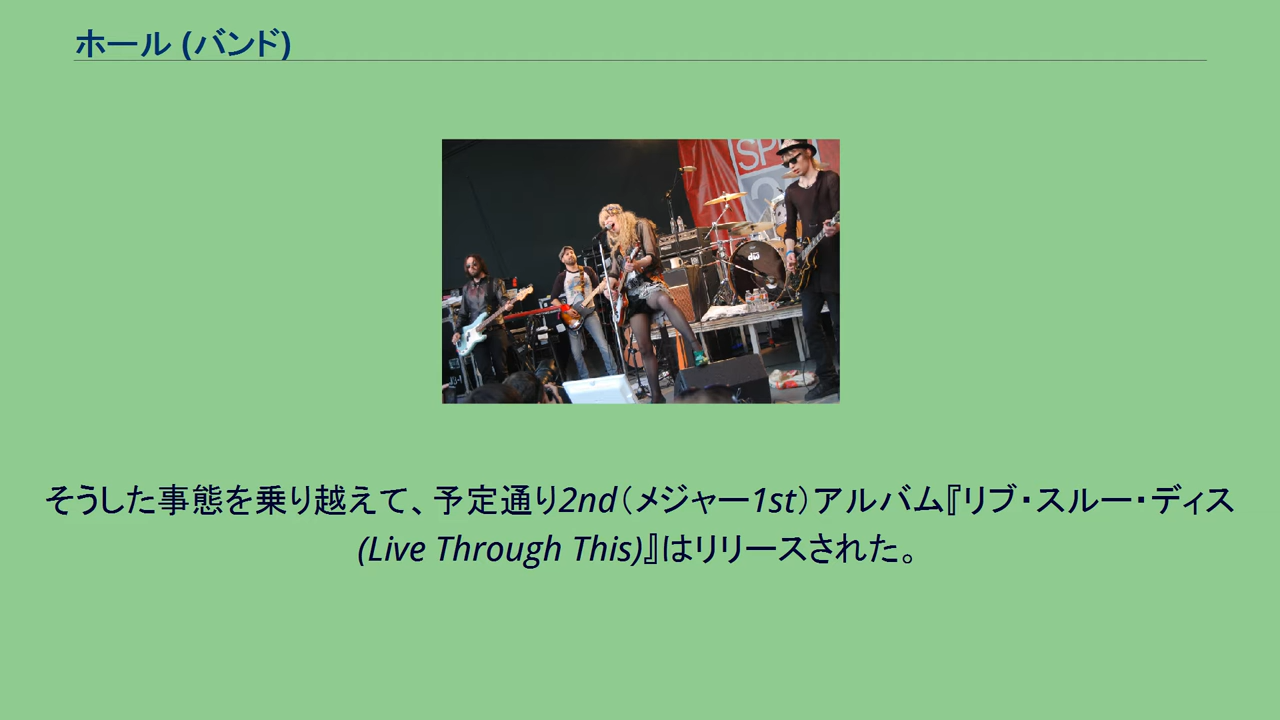 ホール (バンド)
SP
そうした事態を乗り越えて、予定通り2nd（メジャー1st）アルバム『リブ・スルー・ディス
(Live Through This)』はリリースされた。